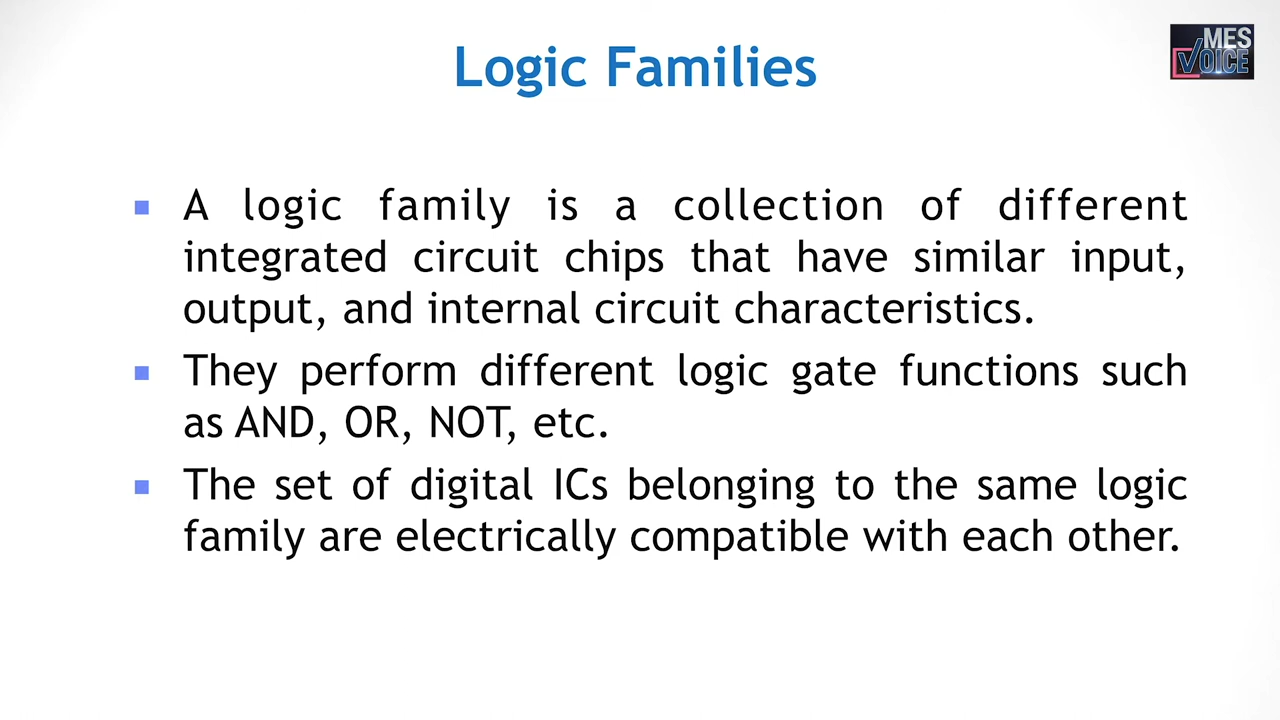 Logic Families
MES
VOICE
A logic family is a collection of different
integrated circuit chips that have similar input,
output, and internal circuit characteristics.
They perform different logic gate functions such
as AND, OR, NOT, etc.
The set of digital ICs belonging to the same logic
family are electrically compatible with each other.